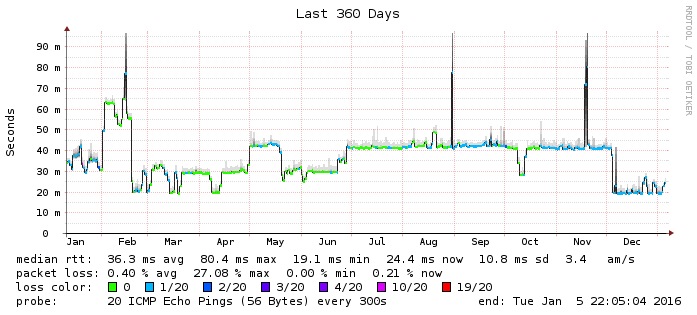 Last 360 Days
RRDTOOL / TOBI OETIKER
Seconds
90 m
80 m
70 m
60 m
50 m
40 m
30 m
20 m
10 m
0
Jan Feb Mar Apr May Jun Jul Aug Sep Oct Nov Dec
median rtt: 36.3 ms avg 80.4 ms max 19.1 ms min 24.4 ms now 10.8 ms sd 3.4 am/s
packet loss: 0.40 % avg 27.08 % max 0.00 % min 0.21 % now
loss color: 0 1/20 2/20 3/20 4/20 10/20 19/20
probe: 20 ICMP Echo Pings (56 Bytes) every 300s end: Tue Jan 5 22:05:04 2016